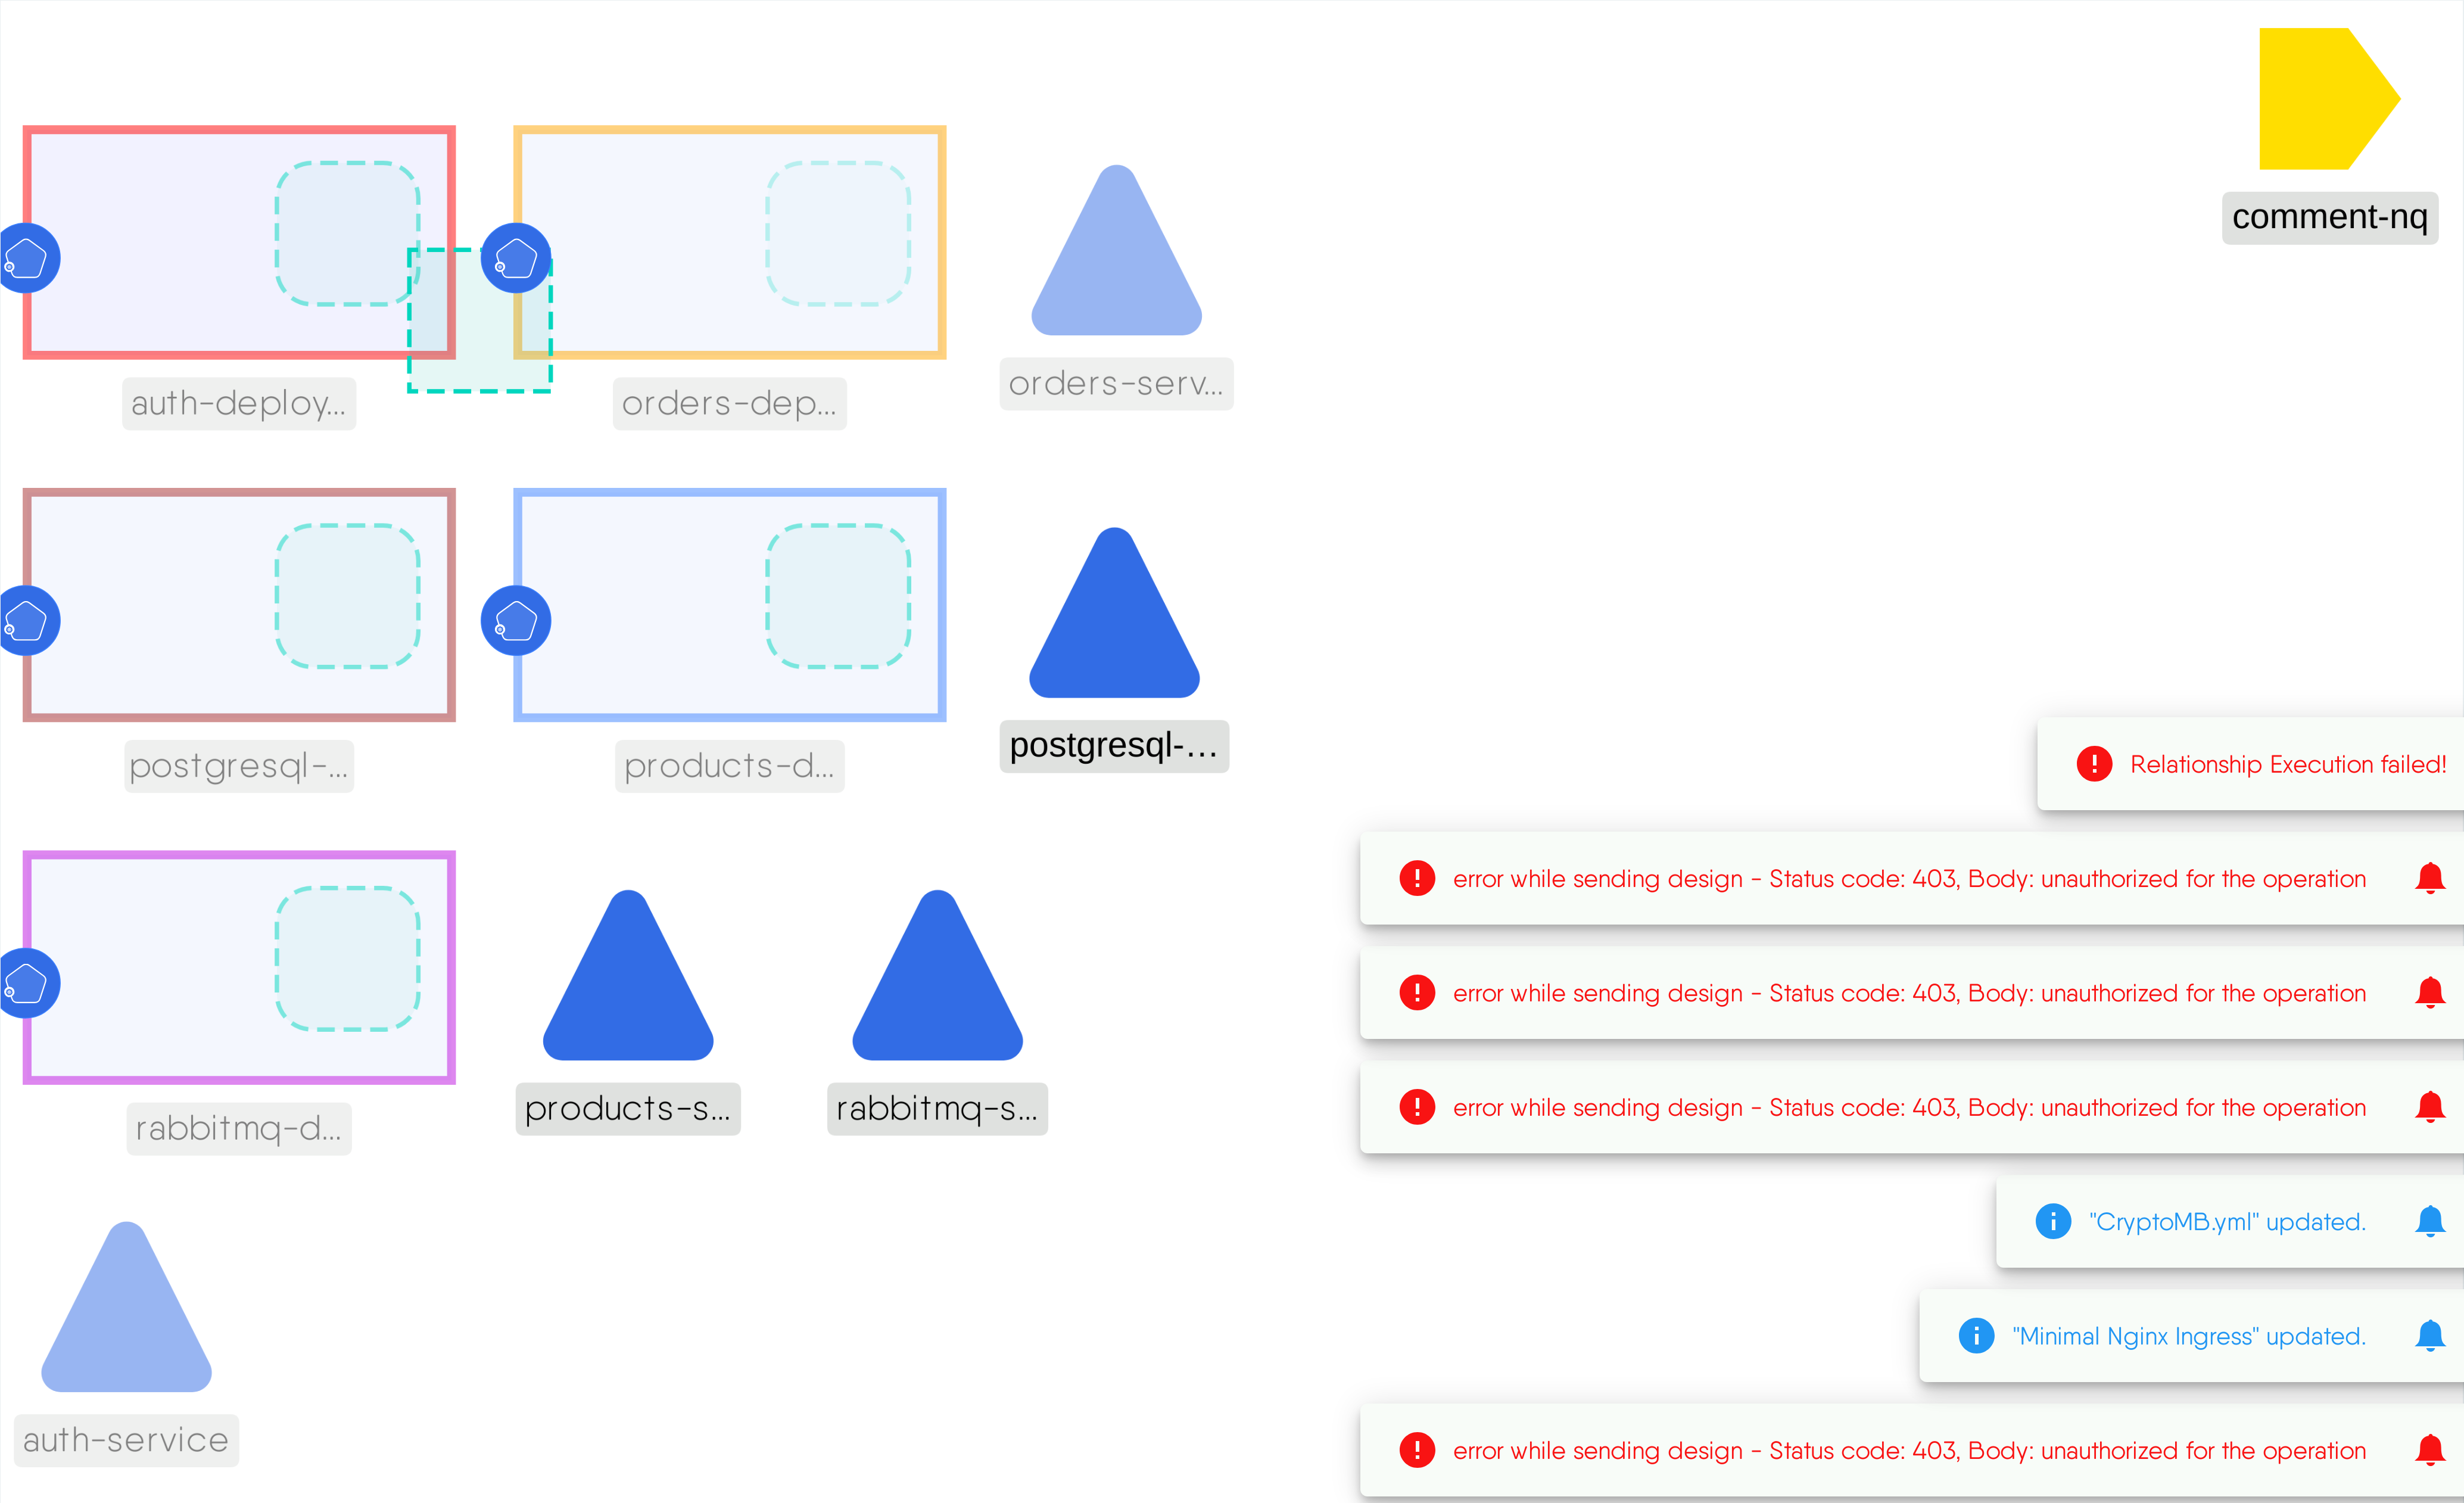 comment-nq
auth-deploy...
orders-dep...
orders-serv...
postgresql-...
products-d...
postgresql-...
Relationship Execution failed!
error while sending design - Status code: 403, Body: unauthorized for the operation
error while sending design - Status code: 403, Body: unauthorized for the operation
rabbitmq-d...
products-s...
rabbitmq-s...
error while sending design - Status code: 403, Body: unauthorized for the operation
"CryptoMB.yml" updated.
"Minimal Nginx Ingress" updated.
auth-service
error while sending design - Status code: 403, Body: unauthorized for the operation